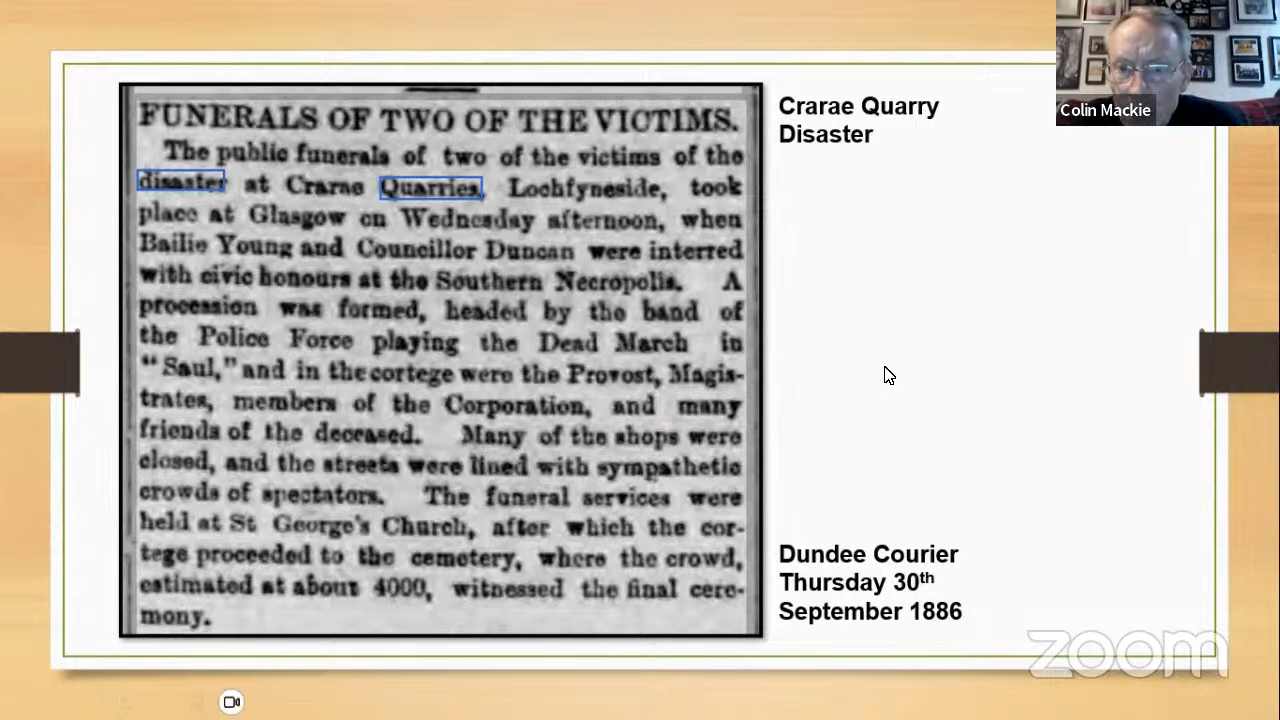 FUNERALS OF TWO OF THE VICTIMS.
The public funerals of two of the victims of the
disaster at Crarae Quarries, Lochfyneside, took
place at Glasgow on Wednesday afternoon, when
Bailie Young and Councillor Duncan were interred
with civic honours at the Southern Necropolis. A
procession was formed, headed by the band of
the Police Force playing the Dead March in
"Saul," and in the cortege were the Provost, Magis-
trates, members of the Corporation, and many
friends of the deceased. Many of the shops were
closed, and the streets were lined with sympathetic
crowds of spectators. The funeral services were
held at St George's Church, after which the cor-
tege proceeded to the cemetery, where the crowd,
estimated at about 4000, witnessed the final cere-
mony.
Crarae Quarry
Disaster
Dundee Courier
Thursday 30th
September 1886
Colin Mackie
zoom